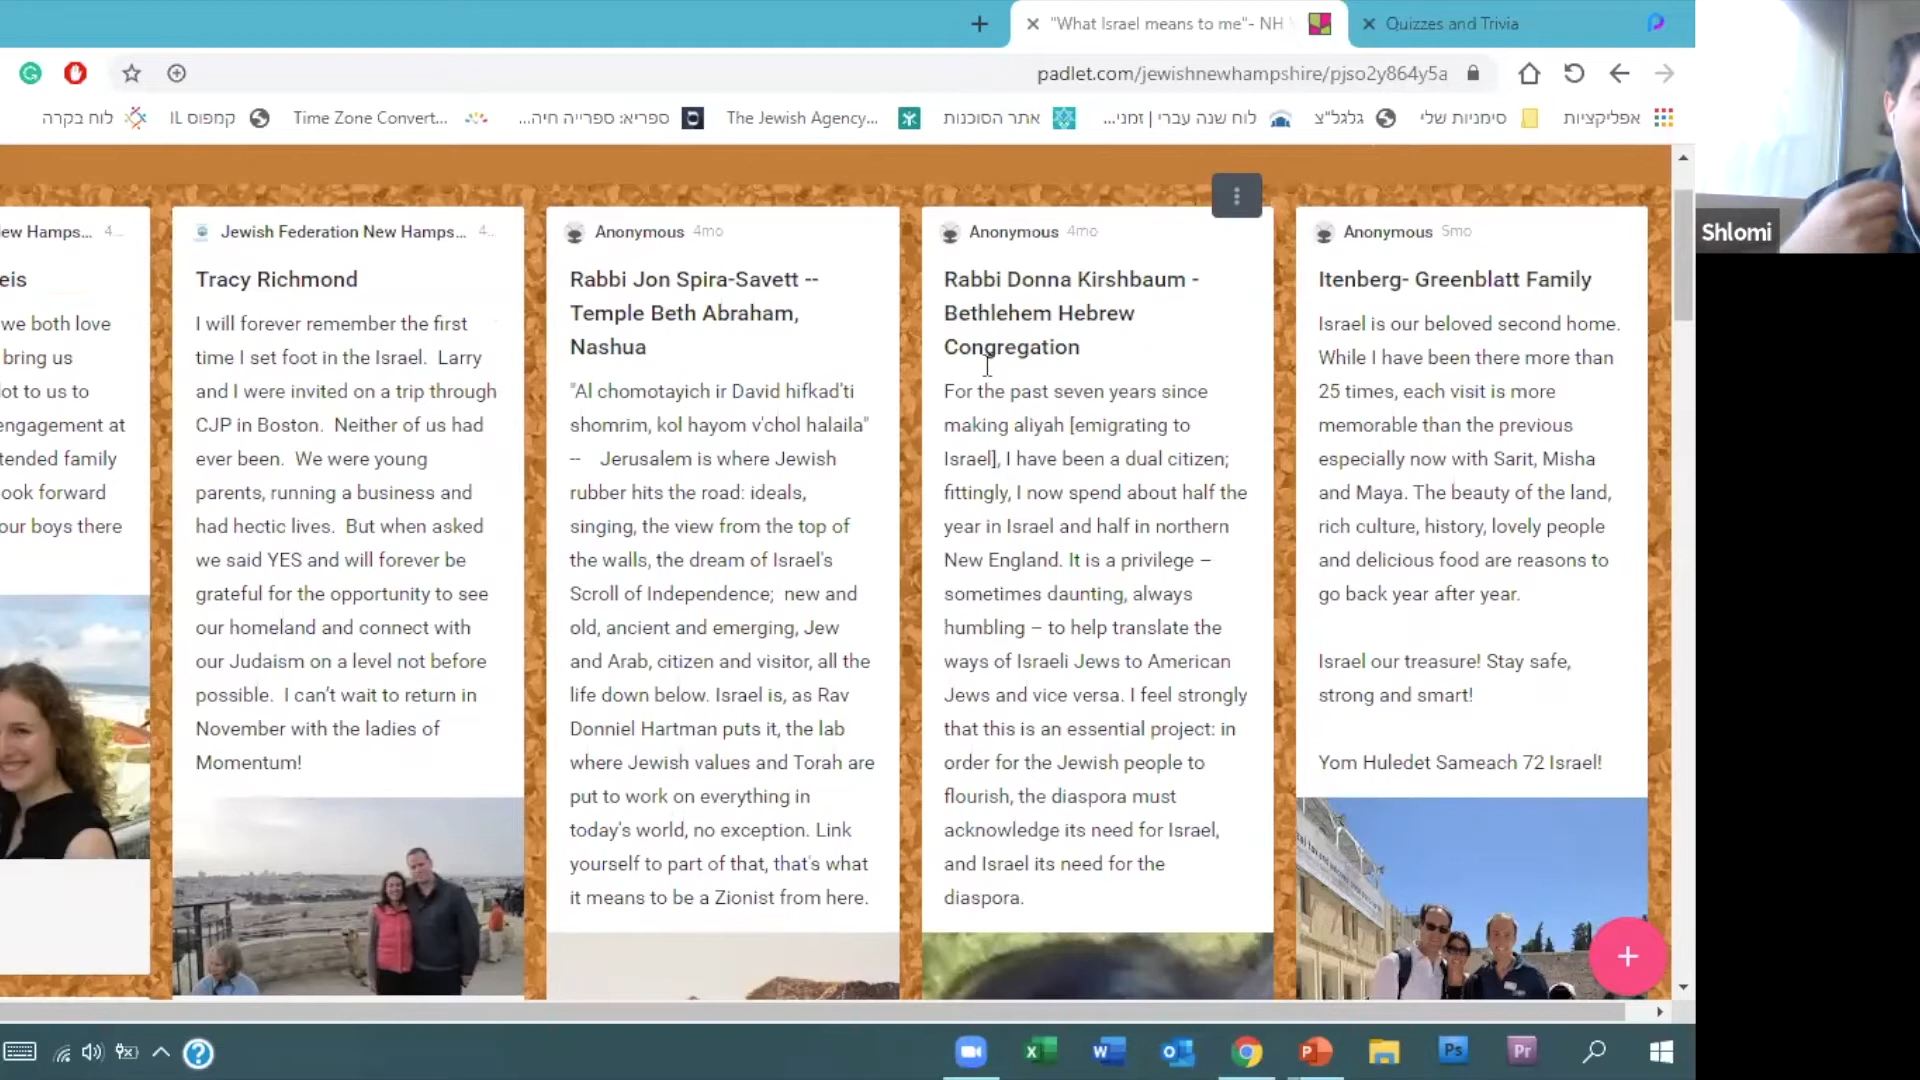 "What Israel means to me"- NH
Quizzes and Trivia
padlet.com/jewishnewhampshire/pjso2y864y5a
אפליקציות
סימניות שלי
גלגל"צ
לוח שנה עברי | זמני...
אתר הסוכנות
The Jewish Agency...
ספריא: ספרייה חיה...
Time Zone Convert...
קמפוס IL
לוח בקרה
ew Hamps... 4...
eis
we both love
bring us
lot to us to
engagement at
tended family
ook forward
our boys there
Jewish Federation New Hamps... 4...
Tracy Richmond
I will forever remember the first
time I set foot in the Israel. Larry
and I were invited on a trip through
CJP in Boston. Neither of us had
ever been. We were young
parents, running a business and
had hectic lives. But when asked
we said YES and will forever be
grateful for the opportunity to see
our homeland and connect with
our Judaism on a level not before
possible. I can't wait to return in
November with the ladies of
Momentum!
Anonymous 4mo
Rabbi Jon Spira-Savett --
Temple Beth Abraham,
Nashua
"Al chomotayich ir David hifkad'ti
shomrim, kol hayom v'chol halaila"
-- Jerusalem is where Jewish
rubber hits the road: ideals,
singing, the view from the top of
the walls, the dream of Israel's
Scroll of Independence; new and
old, ancient and emerging, Jew
and Arab, citizen and visitor, all the
life down below. Israel is, as Rav
Donniel Hartman puts it, the lab
where Jewish values and Torah are
put to work on everything in
today's world, no exception. Link
yourself to part of that, that's what
it means to be a Zionist from here.
Anonymous 4mo
Rabbi Donna Kirshbaum -
Bethlehem Hebrew
Congregation
For the past seven years since
making aliyah [emigrating to
Israel], I have been a dual citizen;
fittingly, I now spend about half the
year in Israel and half in northern
New England. It is a privilege –
sometimes daunting, always
humbling – to help translate the
ways of Israeli Jews to American
Jews and vice versa. I feel strongly
that this is an essential project: in
order for the Jewish people to
flourish, the diaspora must
acknowledge its need for Israel,
and Israel its need for the
diaspora.
Anonymous 5mo
Itenberg- Greenblatt Family
Israel is our beloved second home.
While I have been there more than
25 times, each visit is more
memorable than the previous
especially now with Sarit, Misha
and Maya. The beauty of the land,
rich culture, history, lovely people
and delicious food are reasons to
go back year after year.
Israel our treasure! Stay safe,
strong and smart!
Yom Huledet Sameach 72 Israel!
Shlomi